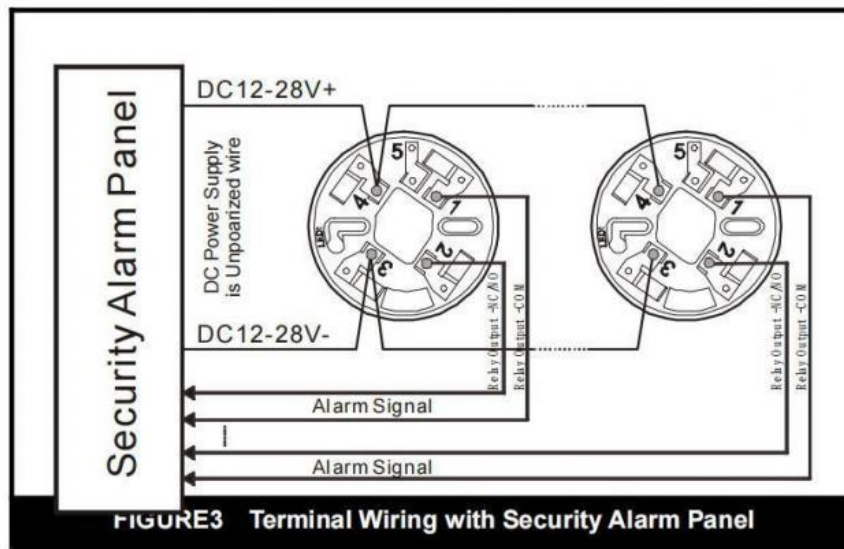 Security Alarm Panel
DC12-28V+
DC Power Supply
is Unpoarized wire
DC12-28V-
5
4
1
2
3
LED
Relay Output -NC/NO
Relay Output -COM
5
4
1
2
3
LED
Relay Output -NC/NO
Relay Output -COM
Alarm Signal
Alarm Signal
FIGURE3 Terminal Wiring with Security Alarm Panel